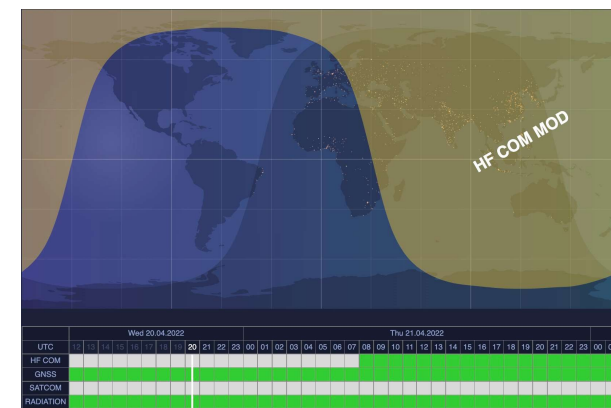 HF COM MOD
Wed 20.04.2022 Thu 21.04.2022
UTC 12 13 14 15 16 17 18 19 20 21 22 23 00 01 02 03 04 05 06 07 08 09 10 11 12 13 14 15 16 17 18 19 20 21 22 23 00
HF COM
GNSS
SATCOM
RADIATION